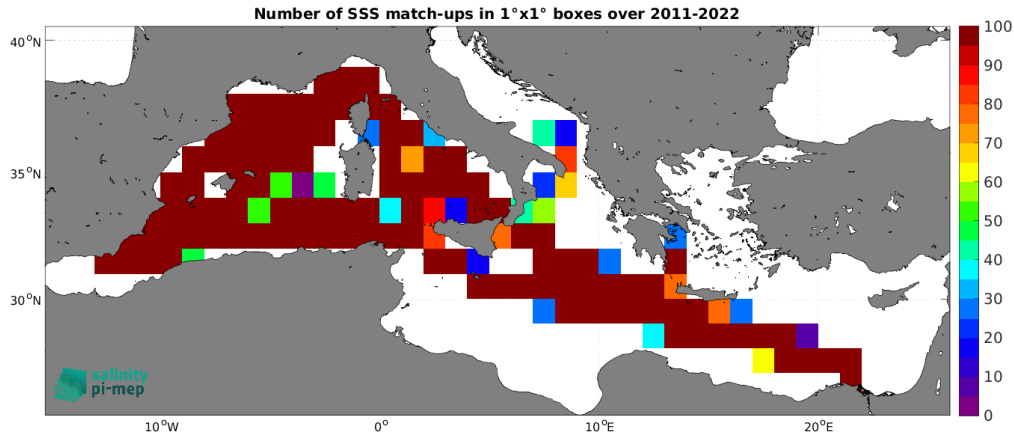 Number of SSS match-ups in 1°x1° boxes over 2011-2022
40°N
35°N
30°N
10°W
0°
10°E
20°E
100
90
80
70
60
50
40
30
20
10
0
salinity
pi-mep